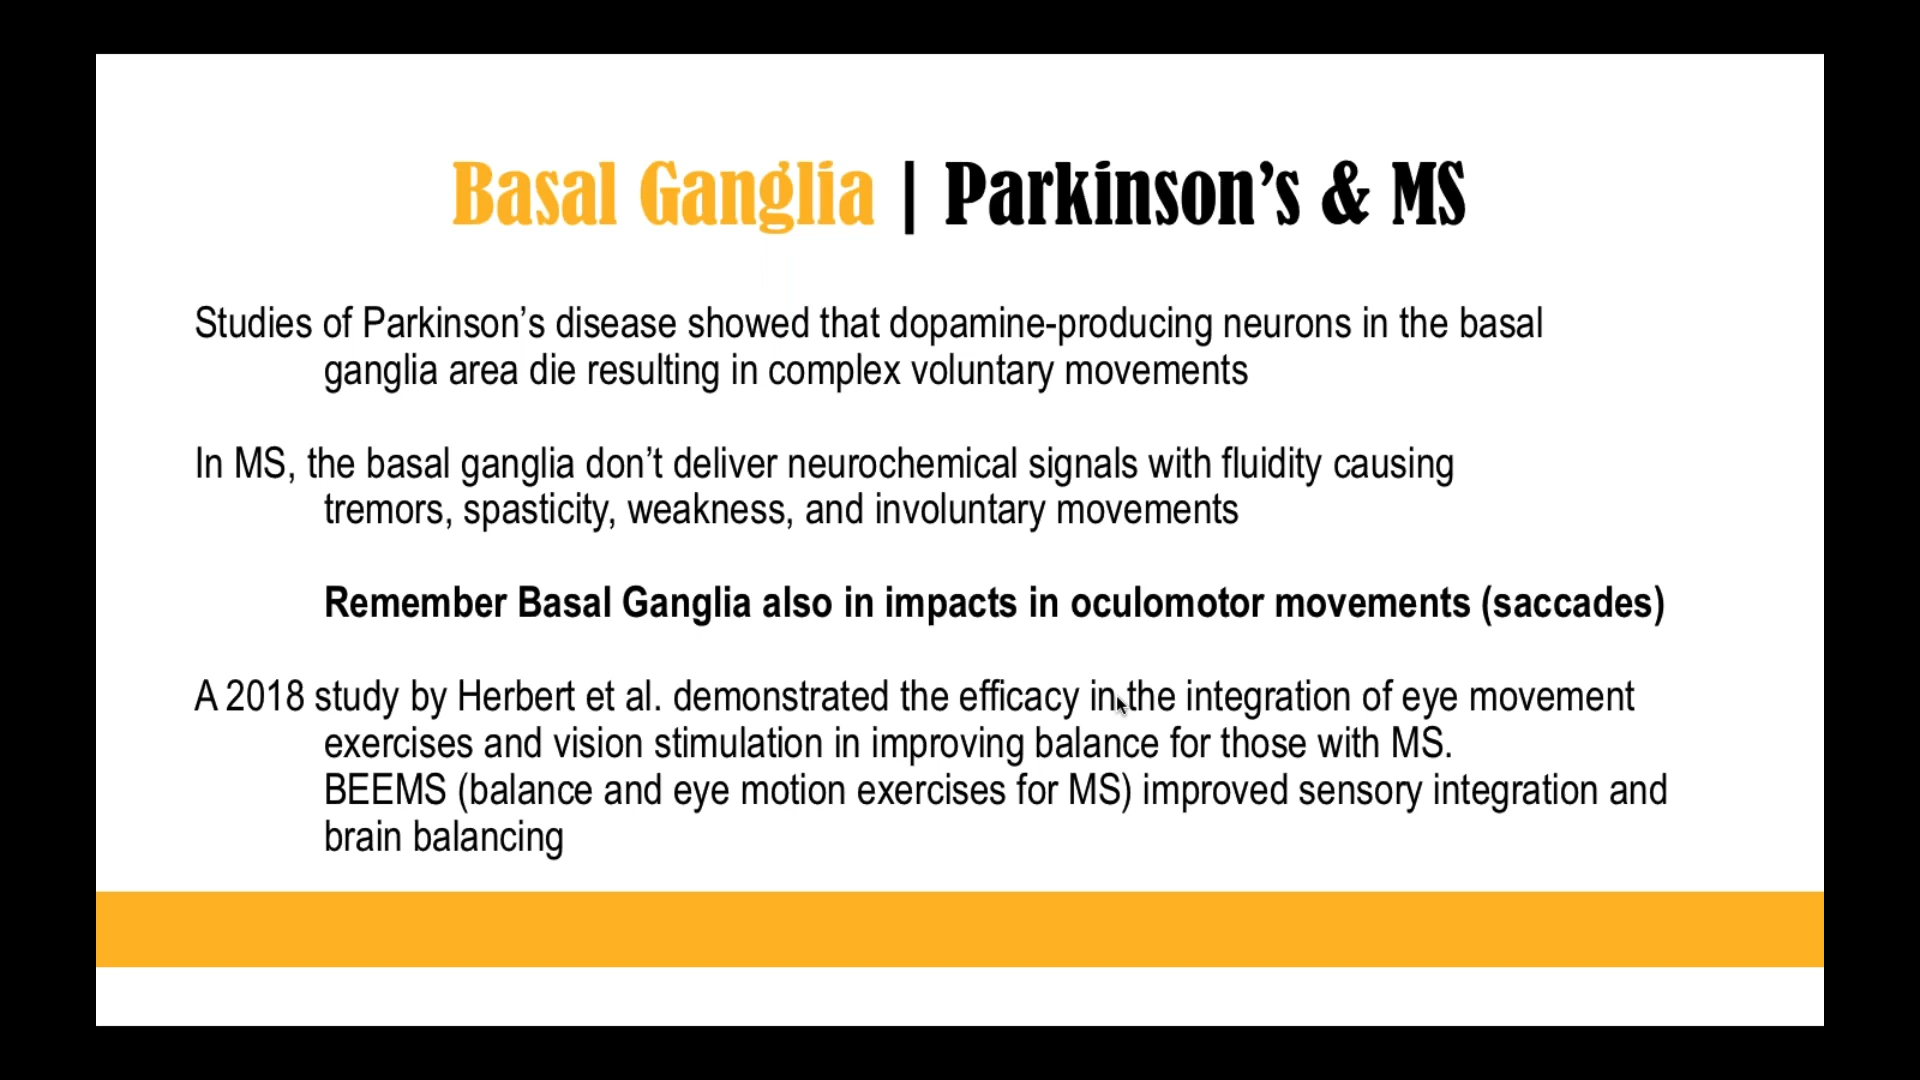 Basal Ganglia | Parkinson’s & MS
Studies of Parkinson’s disease showed that dopamine-producing neurons in the basal
ganglia area die resulting in complex voluntary movements
In MS, the basal ganglia don’t deliver neurochemical signals with fluidity causing
tremors, spasticity, weakness, and involuntary movements
Remember Basal Ganglia also in impacts in oculomotor movements (saccades)
A 2018 study by Herbert et al. demonstrated the efficacy in the integration of eye movement
exercises and vision stimulation in improving balance for those with MS.
BEEMS (balance and eye motion exercises for MS) improved sensory integration and
brain balancing